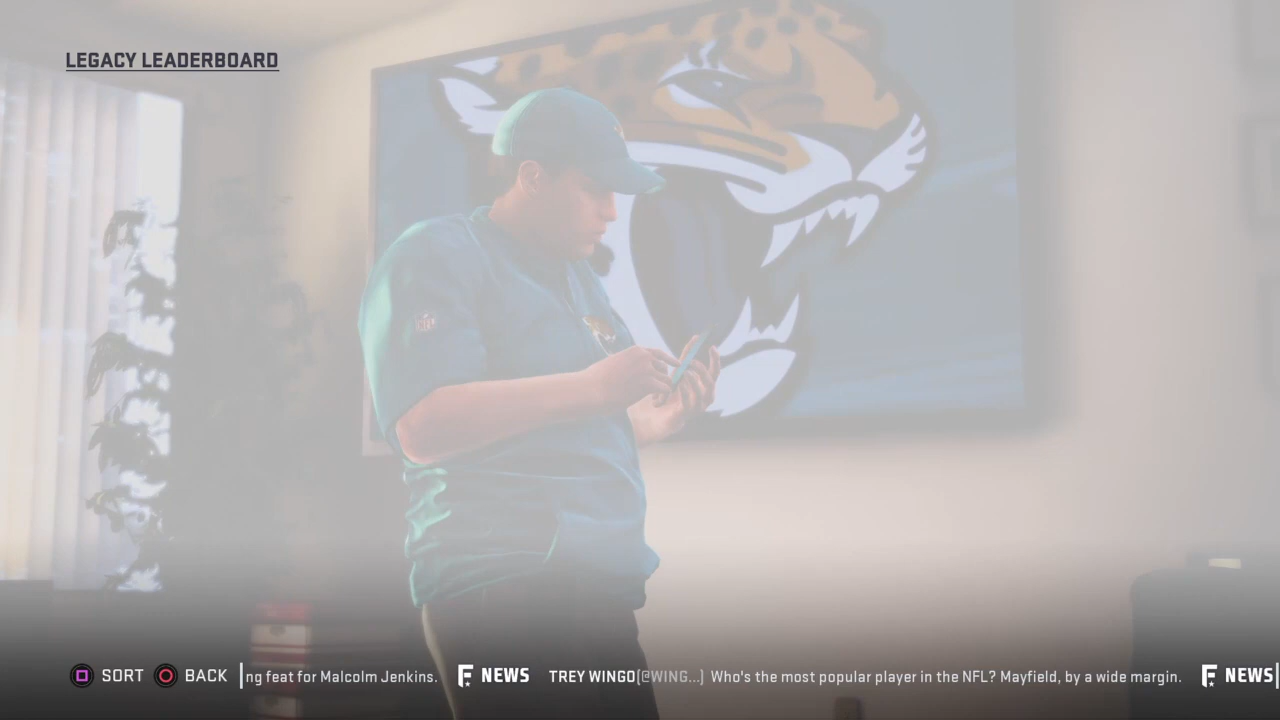 LEGACY LEADERBOARD
SORT BACK ng feat for Malcolm Jenkins. NEWS TREY WINGO(@WING...) Who's the most popular player in the NFL? Mayfield, by a wide margin. NEWS
NFL